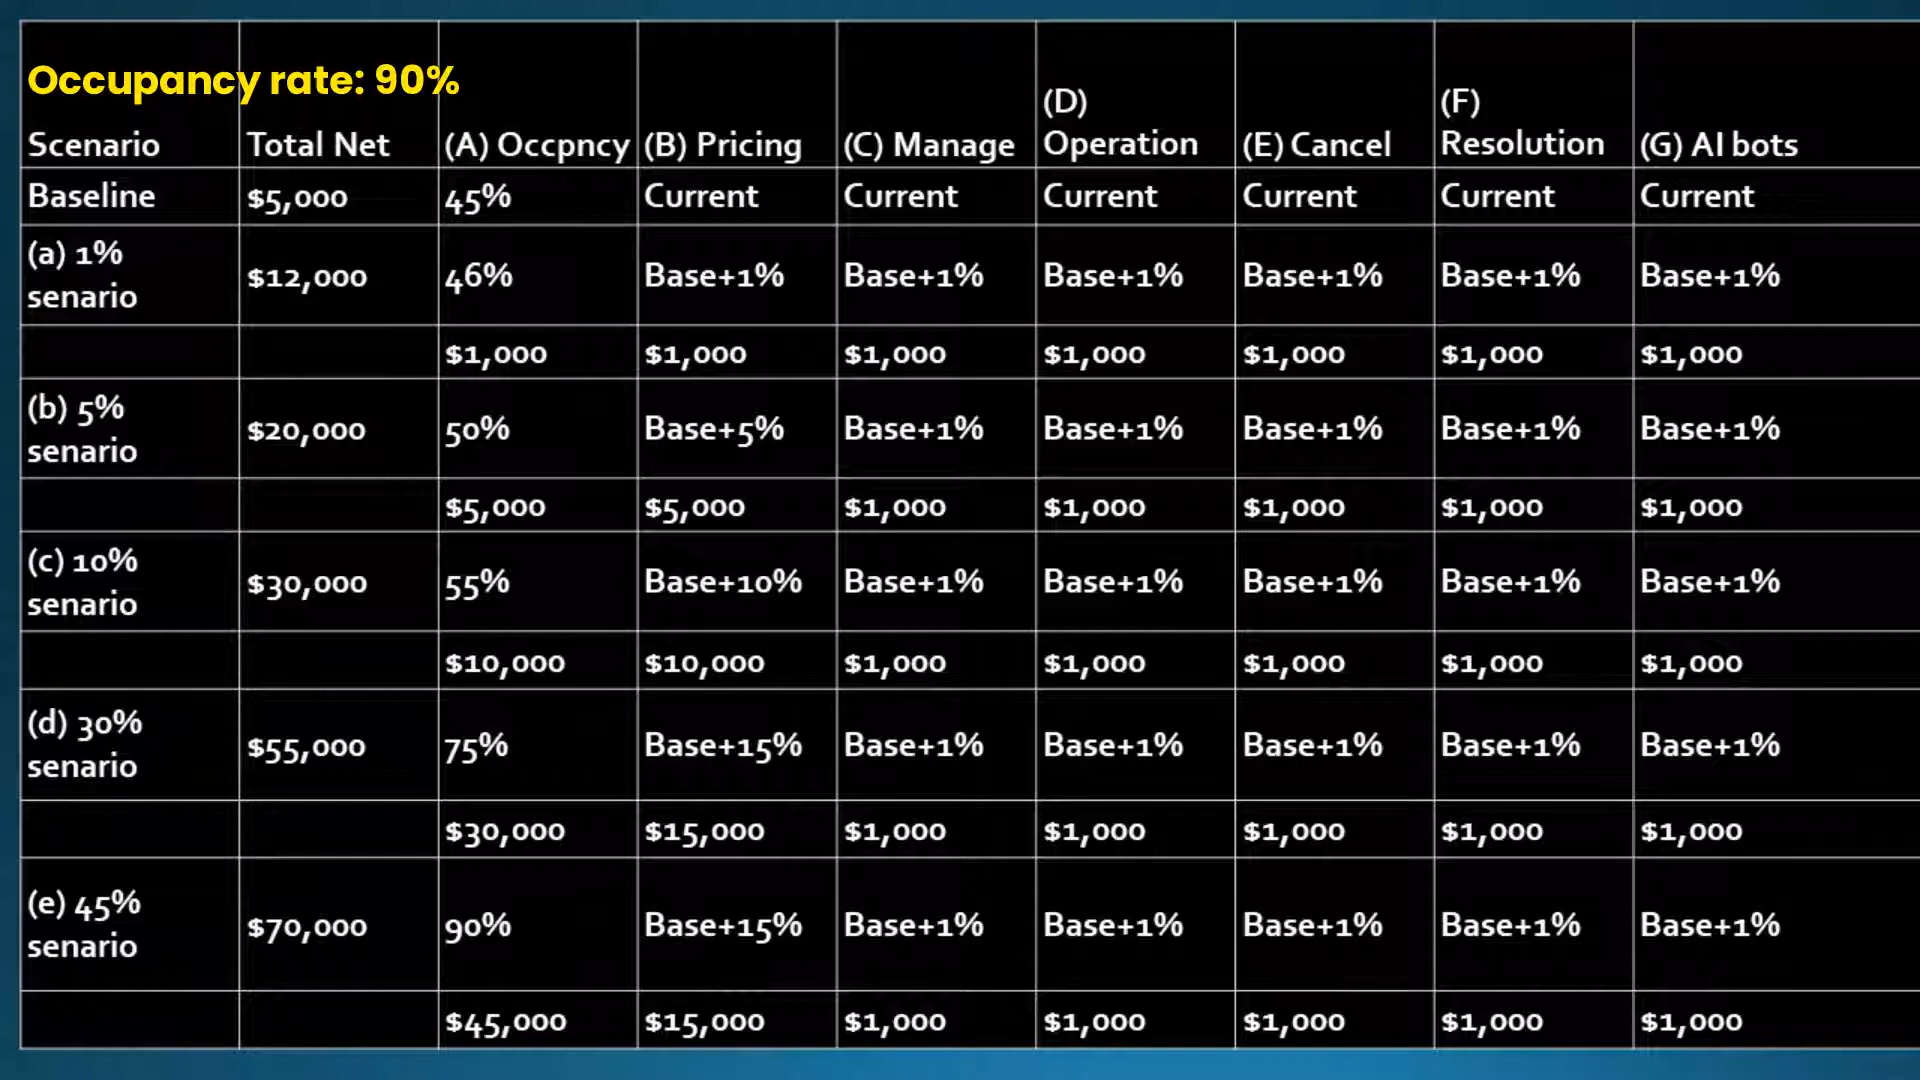 Occupancy rate: 90%
Scenario Total Net (A) Occpncy (B) Pricing (C) Manage (D) Operation (E) Cancel (F) Resolution (G) AI bots
Baseline $5,000 45% Current Current Current Current Current Current
(a) 1% senario $12,000 46% Base+1% Base+1% Base+1% Base+1% Base+1% Base+1%
$1,000 $1,000 $1,000 $1,000 $1,000 $1,000 $1,000
(b) 5% senario $20,000 50% Base+5% Base+1% Base+1% Base+1% Base+1% Base+1%
$5,000 $5,000 $1,000 $1,000 $1,000 $1,000 $1,000
(c) 10% senario $30,000 55% Base+10% Base+1% Base+1% Base+1% Base+1% Base+1%
$10,000 $10,000 $1,000 $1,000 $1,000 $1,000 $1,000
(d) 30% senario $55,000 75% Base+15% Base+1% Base+1% Base+1% Base+1% Base+1%
$30,000 $15,000 $1,000 $1,000 $1,000 $1,000 $1,000
(e) 45% senario $70,000 90% Base+15% Base+1% Base+1% Base+1% Base+1% Base+1%
$45,000 $15,000 $1,000 $1,000 $1,000 $1,000 $1,000